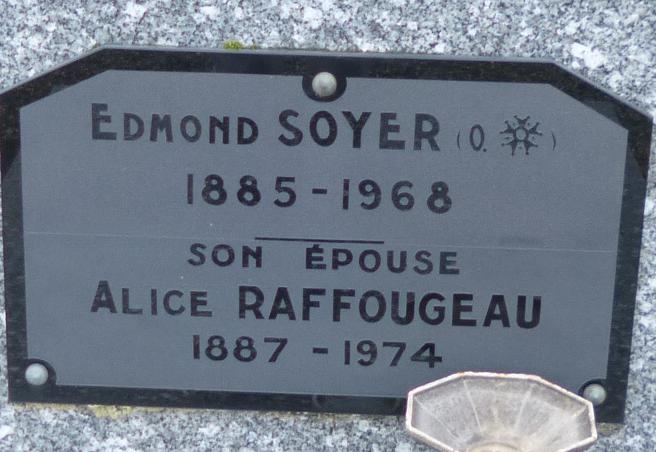 EDMOND SOYER (O. )
1885-1968
SON ÉPOUSE
ALICE RAFFOUGEAU
1887-1974